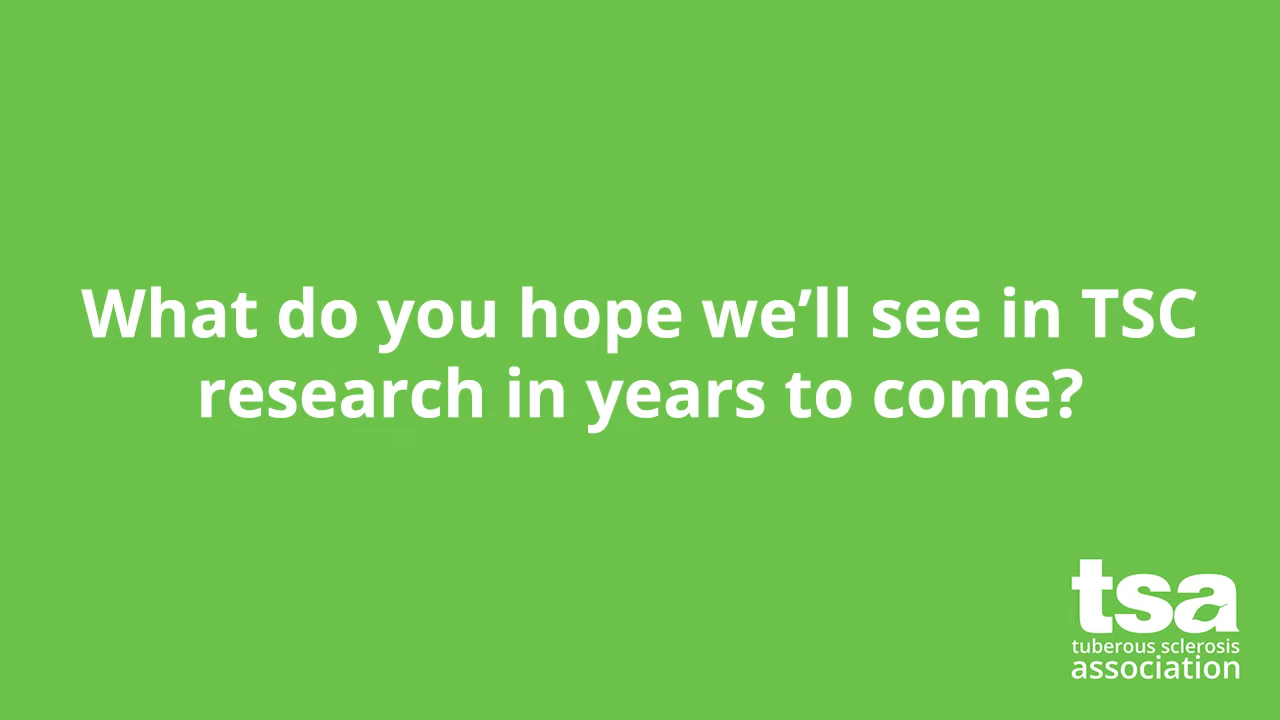 What do you hope we’ll see in TSC
research in years to come?
tsa
tuberous sclerosis
association